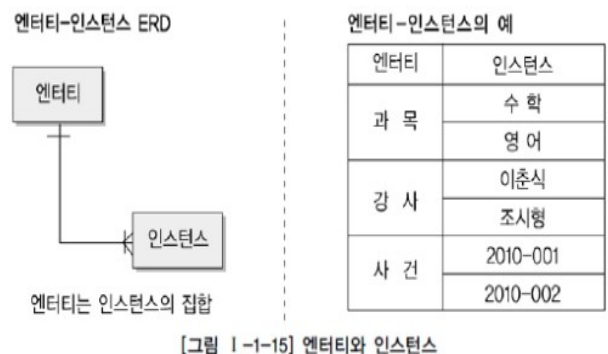 엔터티-인스턴스 ERD
엔터티
인스턴스
엔터티는 인스턴스의 집합
엔터티-인스턴스의 예
엔터티 인스턴스
과 목
수 학
영 어
강 사
이춘식
조시형
사 건
2010-001
2010-002
[그림 Ⅰ-1-15] 엔터티와 인스턴스